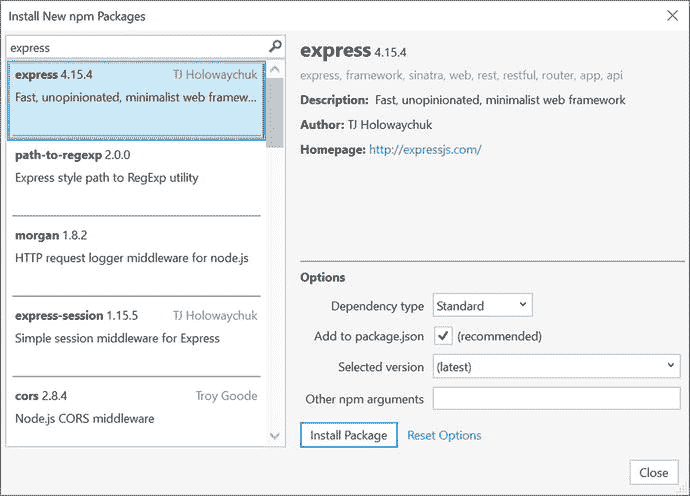 Install New npm Packages
express
express 4.15.4 TJ Holowaychuk
Fast, unopinionated, minimalist web framew...
path-to-regexp 2.0.0
Express style path to RegExp utility
morgan 1.8.2
HTTP request logger middleware for node.js
express-session 1.15.5 TJ Holowaychuk
Simple session middleware for Express
cors 2.8.4 Troy Goode
Node.js CORS middleware
express 4.15.4
express, framework, sinatra, web, rest, restful, router, app, api
Description: Fast, unopinionated, minimalist web framework
Author: TJ Holowaychuk
Homepage: http://expressjs.com/
Options
Dependency type Standard
Add to package.json (recommended)
Selected version (latest)
Other npm arguments
Install Package Reset Options
Close